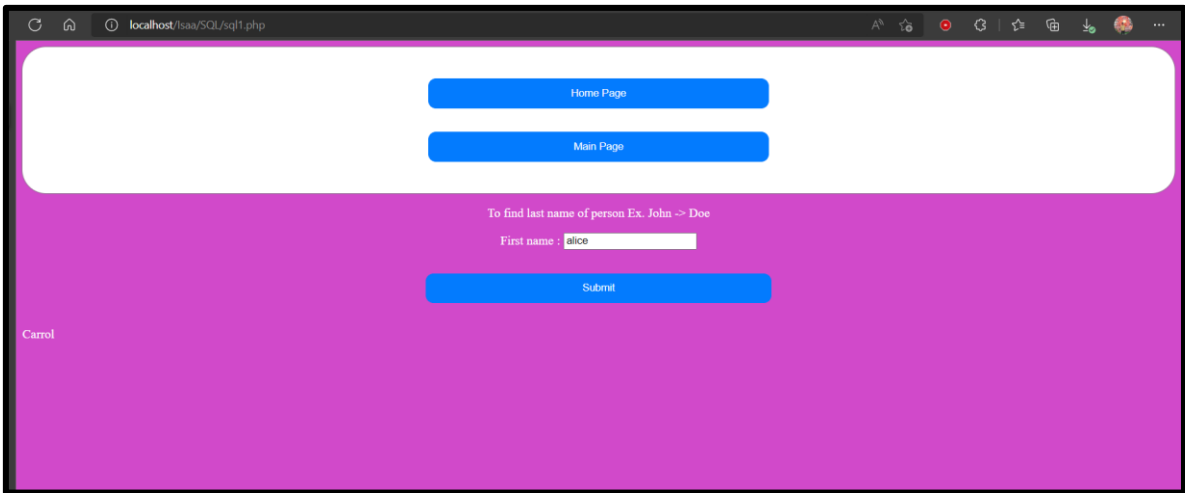 localhost/lsaa/SQL/sql1.php
Home Page
Main Page
To find last name of person Ex. John -> Doe
First name : alice
Submit
Carrol